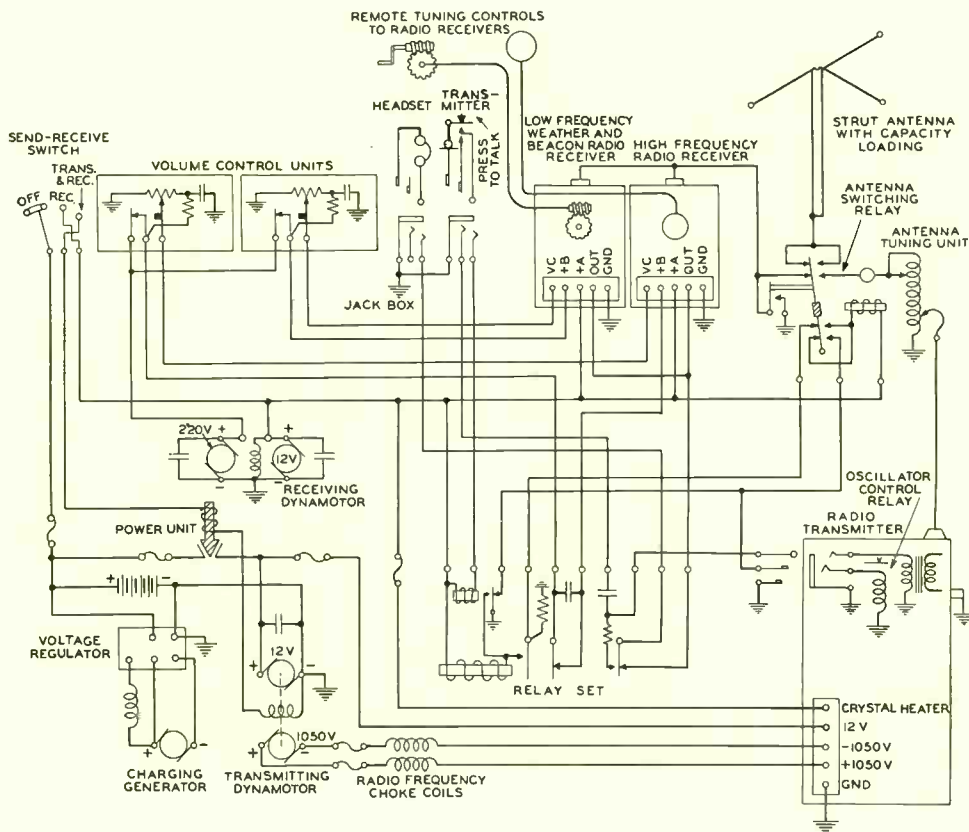 REMOTE TUNING CONTROLS
TO RADIO RECEIVERS
HEADSET
TRANS-
MITTER
PRESS
TO TALK
LOW FREQUENCY
WEATHER AND
BEACON RADIO
RECEIVER
HIGH FREQUENCY
RADIO RECEIVER
STRUT ANTENNA
WITH CAPACITY
LOADING
ANTENNA
SWITCHING
RELAY
ANTENNA
TUNING UNIT
SEND-RECEIVE
SWITCH
TRANS.
& REC.
OFF
REC.
VOLUME CONTROL UNITS
JACK BOX
VC
+B
+A
OUT
GND
VC
+B
+A
OUT
GND
220V
+
-
+
12V
-
RECEIVING
DYNAMOTOR
POWER UNIT
OSCILLATOR
CONTROL
RELAY
RADIO
TRANSMITTER
+
-
VOLTAGE
REGULATOR
12V
+
-
RELAY SET
CRYSTAL HEATER
12 V
-1050 V
+1050 V
GND
+
-
1050V
+
-
CHARGING
GENERATOR
TRANSMITTING
DYNAMOTOR
RADIO FREQUENCY
CHOKE COILS